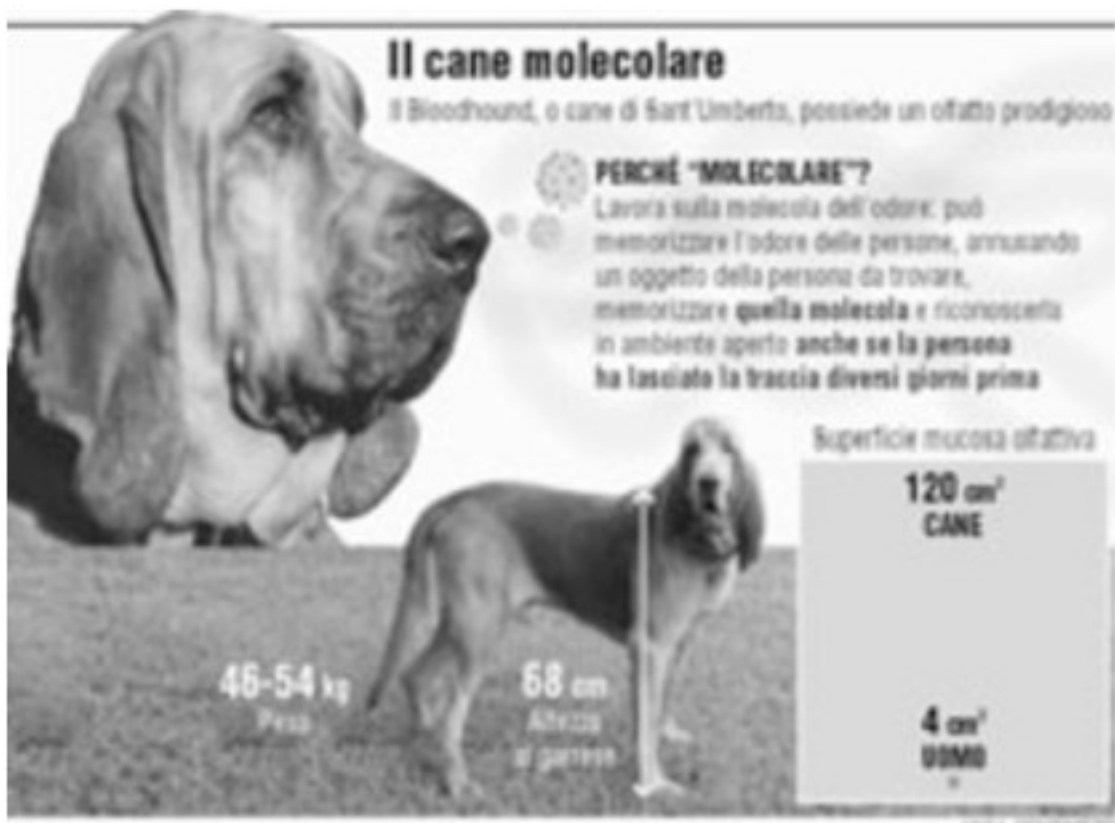 Il cane molecolare
Il Bloodhound, o cane di Sant'Umberto, possiede un olfatto prodigioso
PERCHÉ "MOLECOLARE"?
Lavora sulla molecola dell'odore: può
memorizzare l'odore delle persone, annusando
un oggetto della persona da trovare,
memorizzare quella molecola e riconoscerla
in ambiente aperto anche se la persona
ha lasciato la traccia diversi giorni prima
Superficie mucosa olfattiva
120 cm²
CANE
46-54 kg
Peso
68 cm
Altezza
al garrese
4 cm²
UOMO